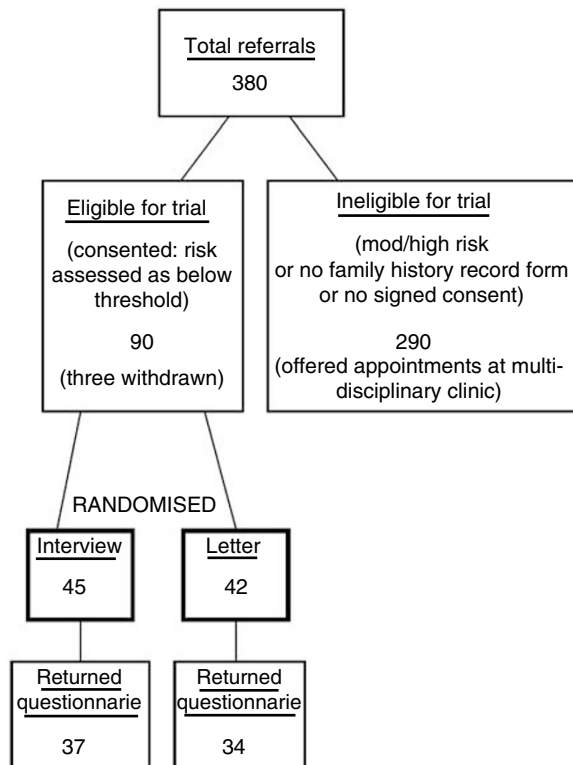 Total referrals
380
Eligible for trial
(consented: risk
assessed as below
threshold)
90
(three withdrawn)
Ineligible for trial
(mod/high risk
or no family history record form
or no signed consent)
290
(offered appointments at multi-
disciplinary clinic)
RANDOMISED
Interview
45
Letter
42
Returned
questionnarie
37
Returned
questionnarie
34